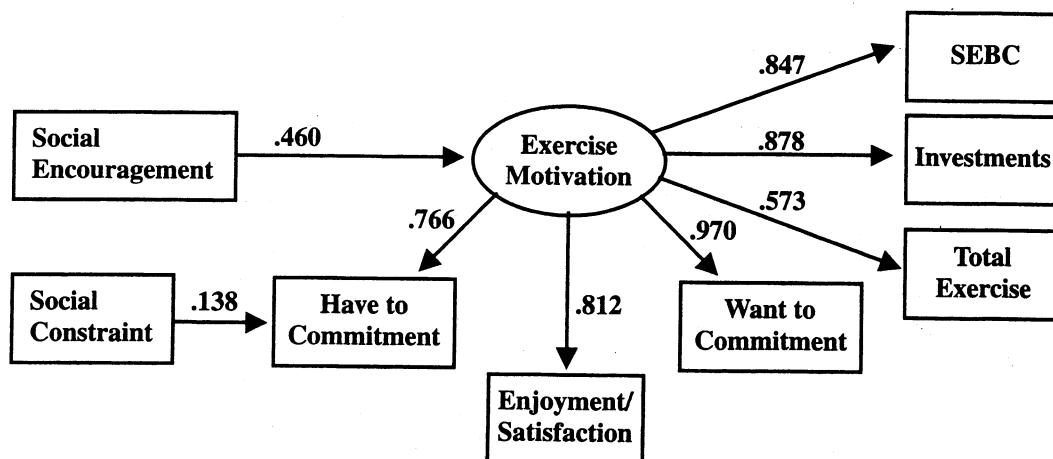 SEBC
.847
Social
Encouragement
.460
Exercise
Motivation
.878
Investments
.573
.766
.970
Total
Exercise
Social
Constraint
.138
Have to
Commitment
.812
Want to
Commitment
Enjoyment/
Satisfaction